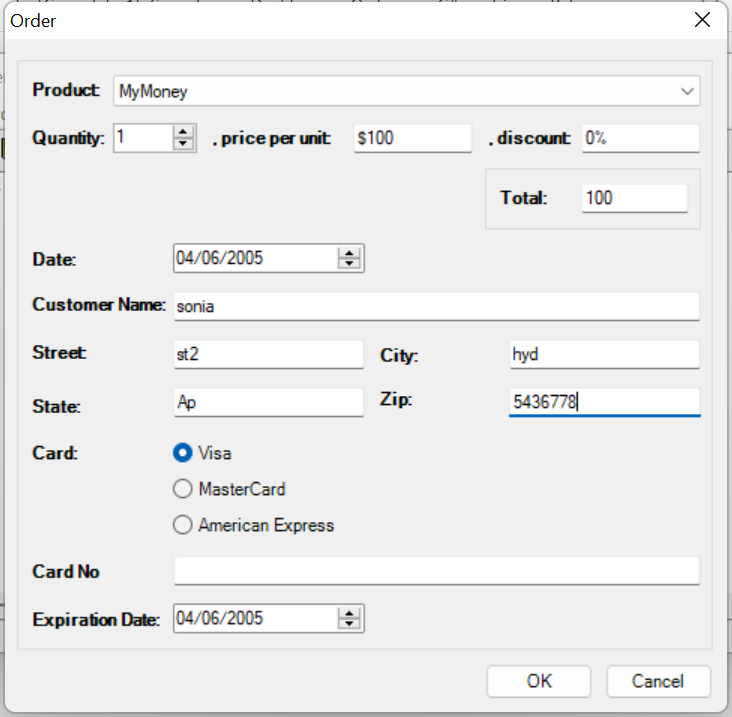 Order
Product: MyMoney
Quantity: 1 , price per unit: $100 , discount: 0%
Total: 100
Date: 04/06/2005
Customer Name: sonia
Street: st2 City: hyd
State: Ap Zip: 5436778
Card: Visa
MasterCard
American Express
Card No
Expiration Date: 04/06/2005
OK Cancel